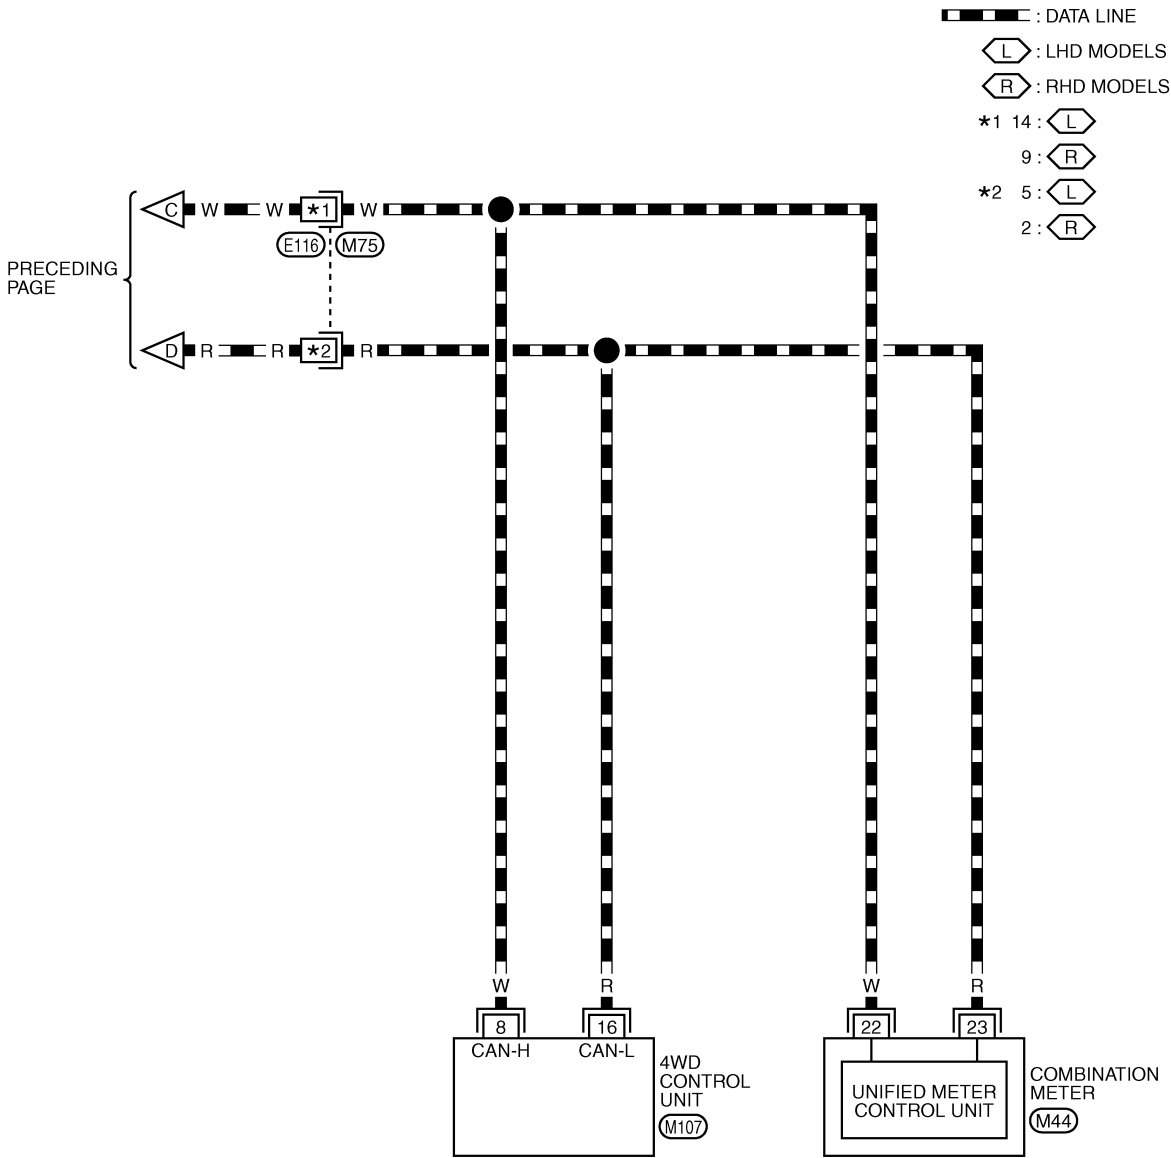 : DATA LINE
L : LHD MODELS
R : RHD MODELS
*1 14 : L
9 : R
*2 5 : L
2 : R
C W W *1 W
E116 M75
PRECEDING
PAGE
D R R *2 R
W R W R
8 16 22 23
CAN-H CAN-L
4WD
CONTROL
UNIT
M107
UNIFIED METER
CONTROL UNIT
COMBINATION
METER
M44